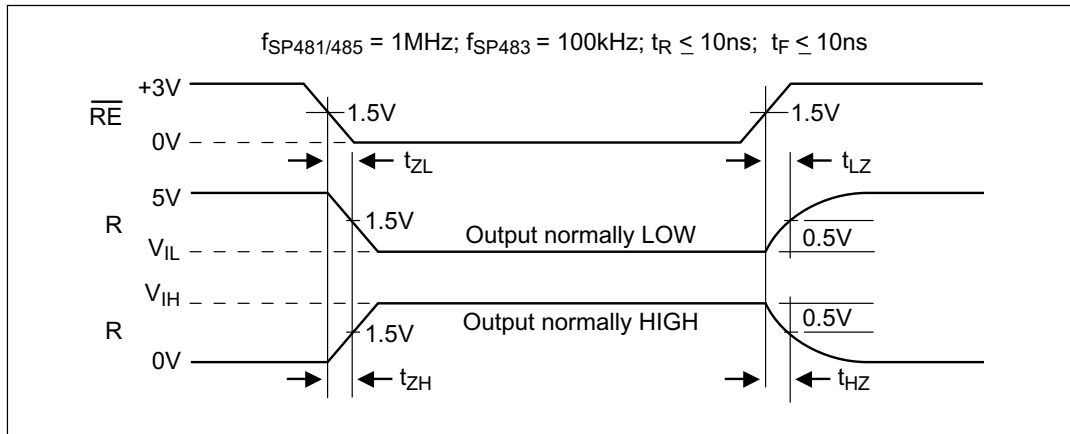 fSP481/485 = 1MHz; fSP483 = 100kHz; tR ≤ 10ns; tF ≤ 10ns
+3V
RE
1.5V
1.5V
0V
tZL
tLZ
5V
R
1.5V
Output normally LOW
0.5V
VIL
VIH
R
1.5V
Output normally HIGH
0.5V
0V
tZH
tHZ